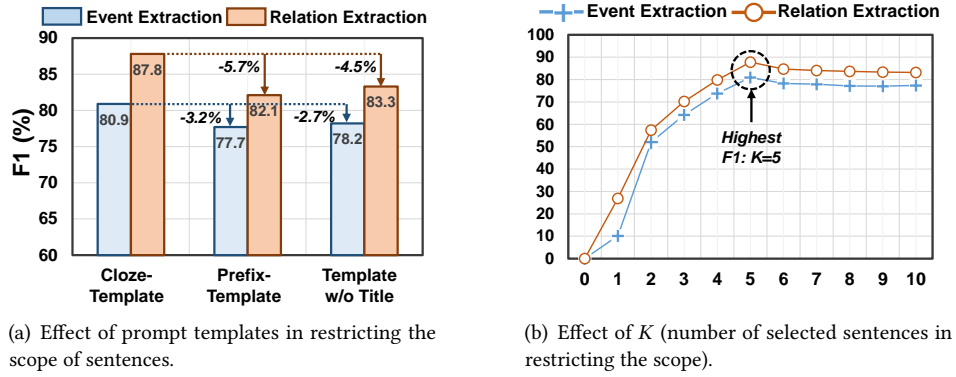 Event Extraction Relation Extraction
90
85
80
75
70
65
60
F1 (%)
87.8
80.9
-5.7%
-4.5%
-3.2%
82.1
-2.7%
83.3
77.7
78.2
Cloze-
Template
Prefix-
Template
Template
w/o Title
(a) Effect of prompt templates in restricting the
scope of sentences.
Event Extraction Relation Extraction
100
90
80
70
60
50
40
30
20
10
0
Highest
F1: K=5
0 1 2 3 4 5 6 7 8 9 10
(b) Effect of K (number of selected sentences in
restricting the scope).